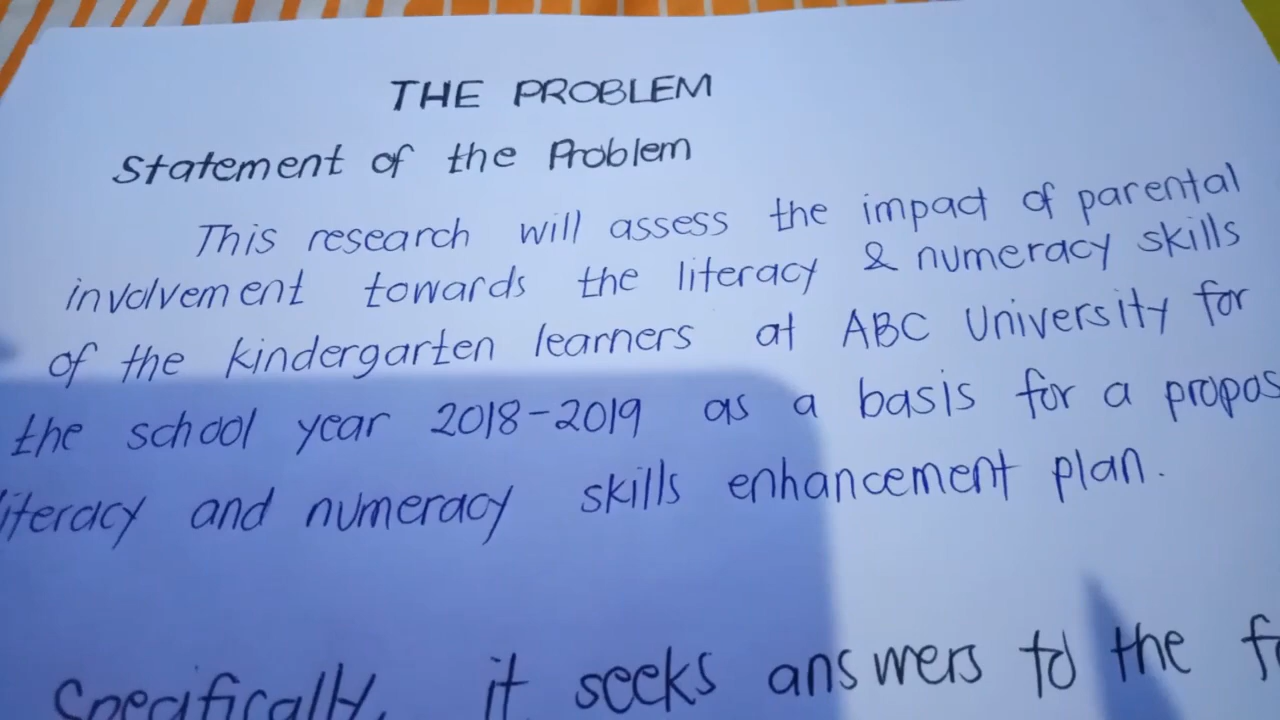 THE PROBLEM
Statement of the Problem
This research will assess the impact of parental
involvement towards the literacy & numeracy skills
of the kindergarten learners at ABC University for
the school year 2018-2019 as a basis for a propos
literacy and numeracy skills enhancement plan.
Specifically, it seeks answers to the f